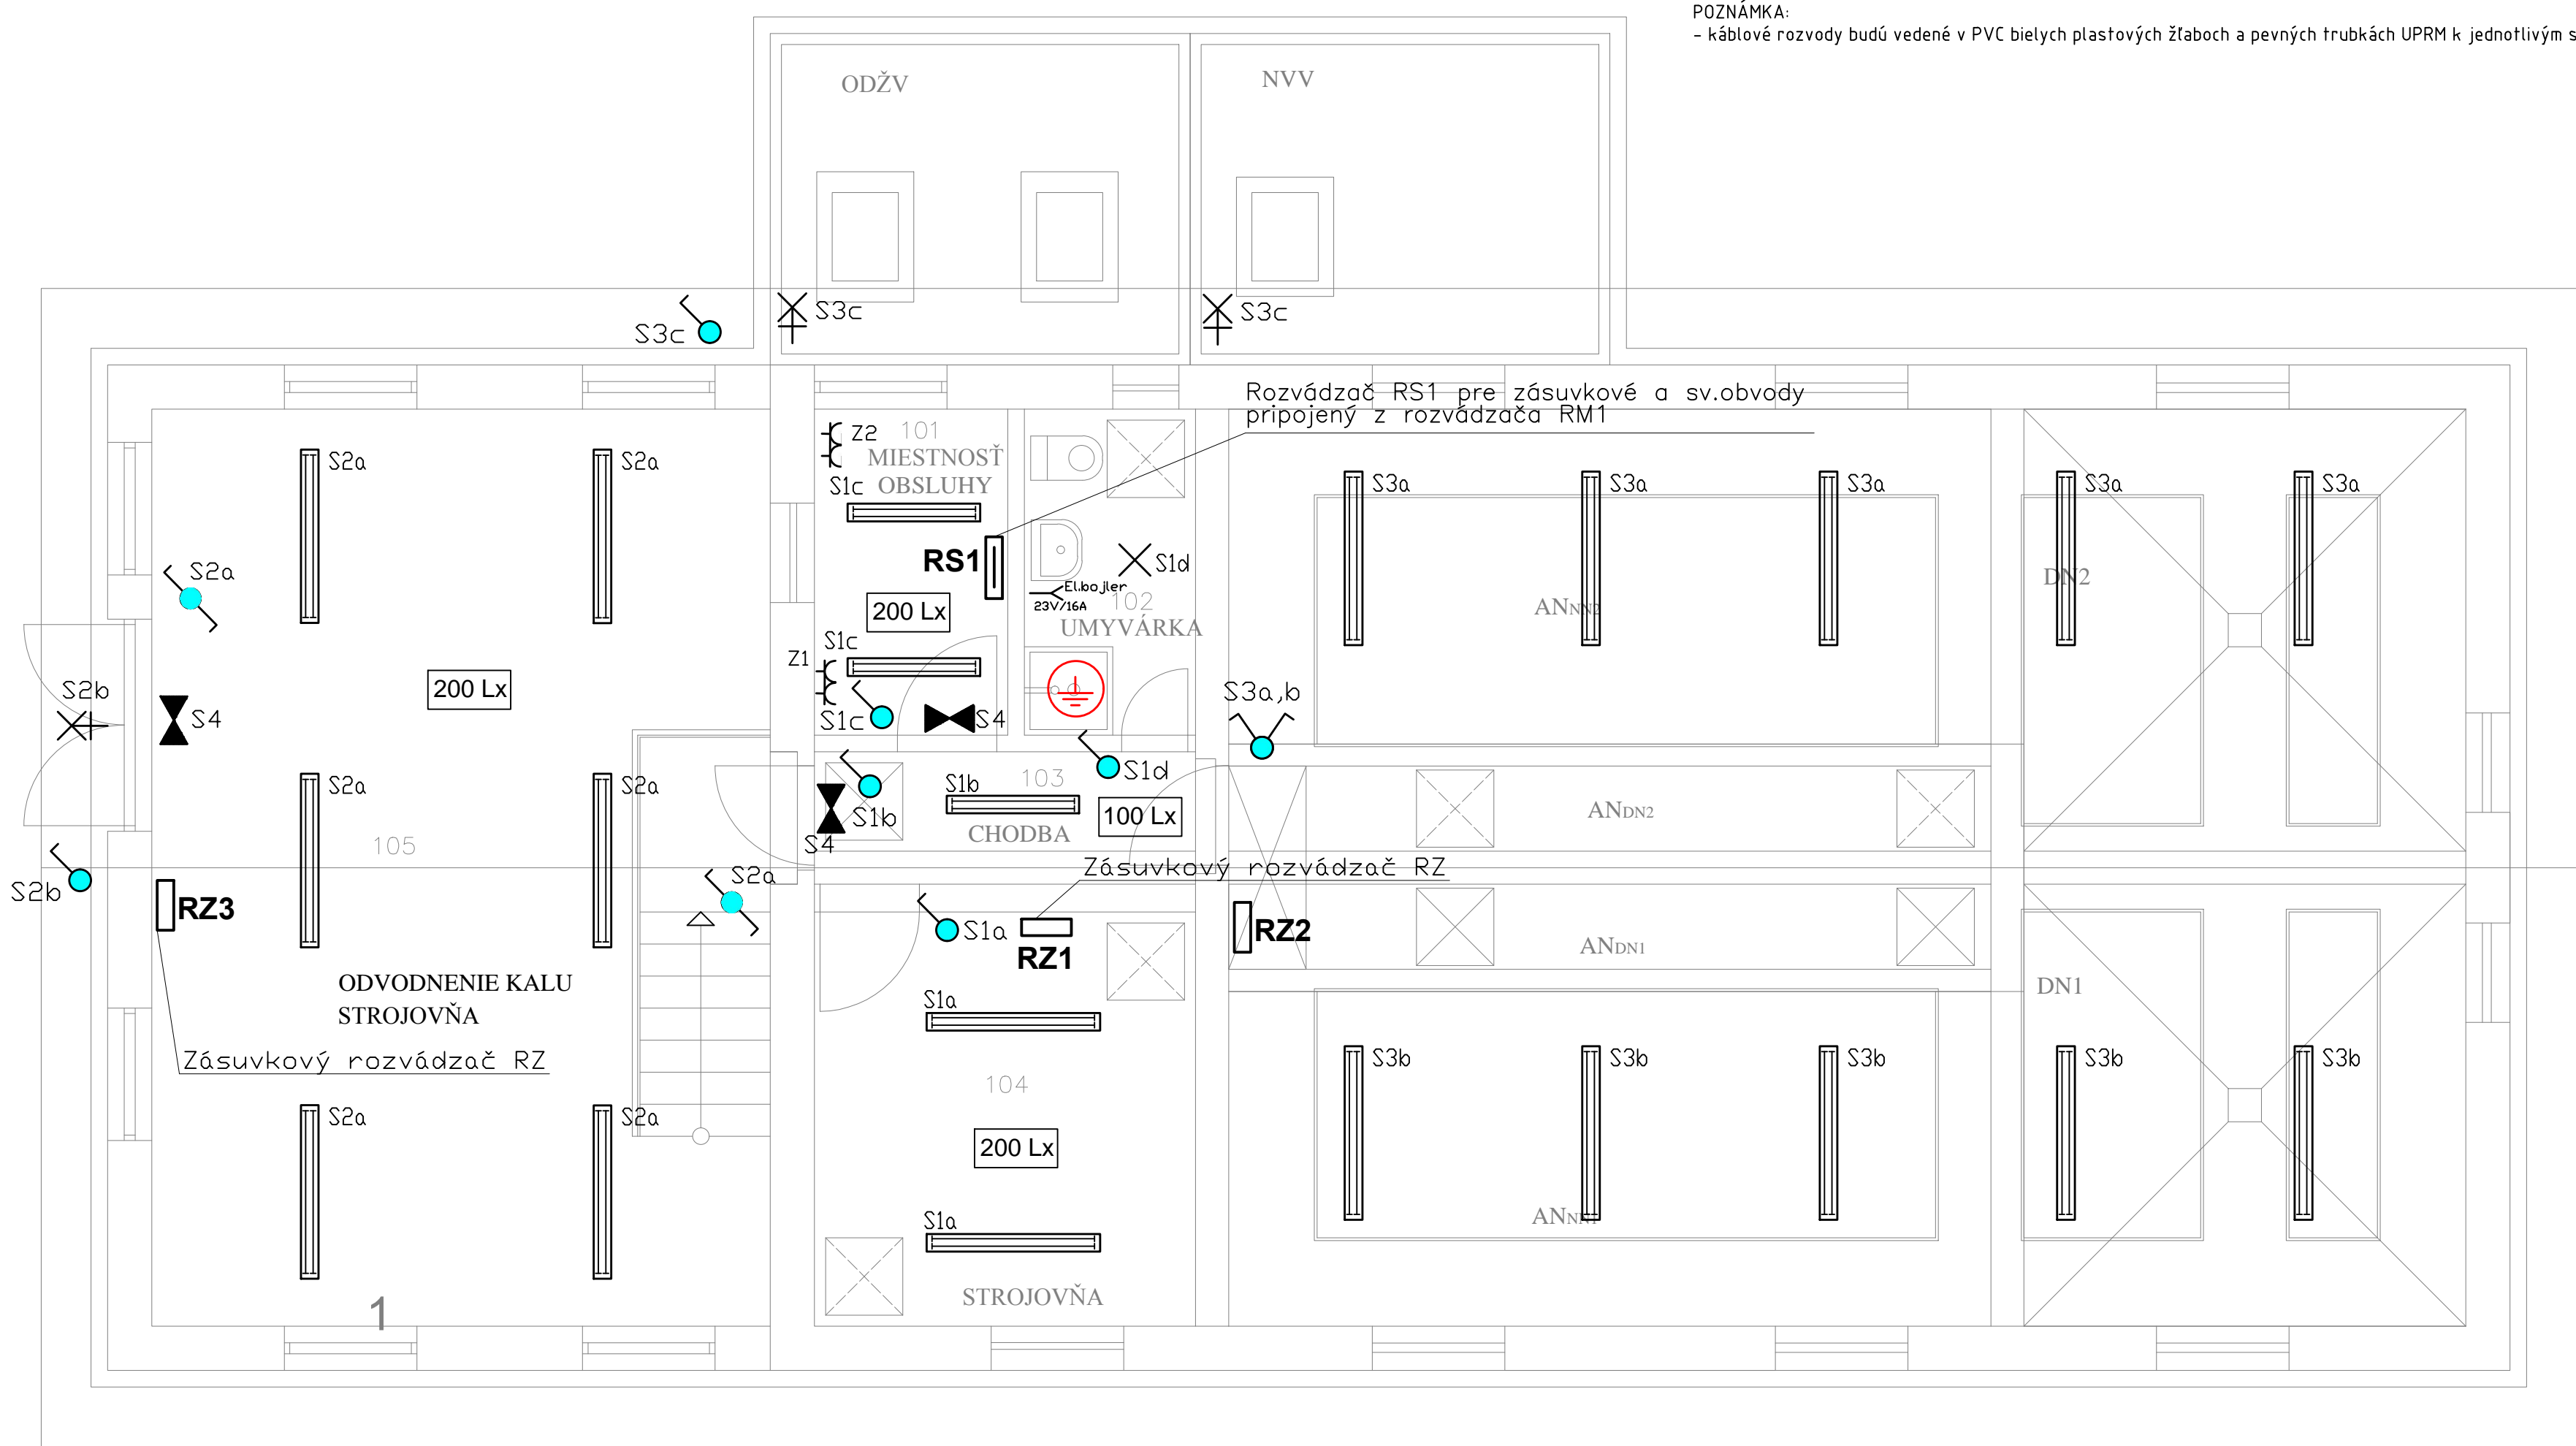 POZNÁMKA:
- káblové rozvody budú vedené v PVC bielych plastových žľaboch a pevných trubkách UPRM k jednotlivým s
ODŽV
NVV
S3c
S3c
S3c
Rozvádzač RS1 pre zásuvkové a sv.obvody
pripojený z rozvádzača RM1
Z2
101
MIESTNOSŤ
OBSLUHY
S1c
S2a
S2a
S3a
S3a
S3a
S3a
S3a
RS1
S1d
S2a
El.bojler
23V/16A
102
UMYVÁRKA
200 Lx
DN2
ANNN2
S1c
Z1
S2b
200 Lx
S4
S1c
S4
S3a,b
S2a
S2a
S1b
103
S1d
100 Lx
ANDN2
S1b
CHODBA
S4
105
Zásuvkový rozvádzač RZ
S2b
S2a
RZ3
S1a
RZ1
RZ2
ANDN1
ODVODNENIE KALU
STROJOVŇA
DN1
S1a
Zásuvkový rozvádzač RZ
104
S3b
S3b
S3b
S3b
S3b
S2a
S2a
200 Lx
S1a
ANNN1
STROJOVŇA
1